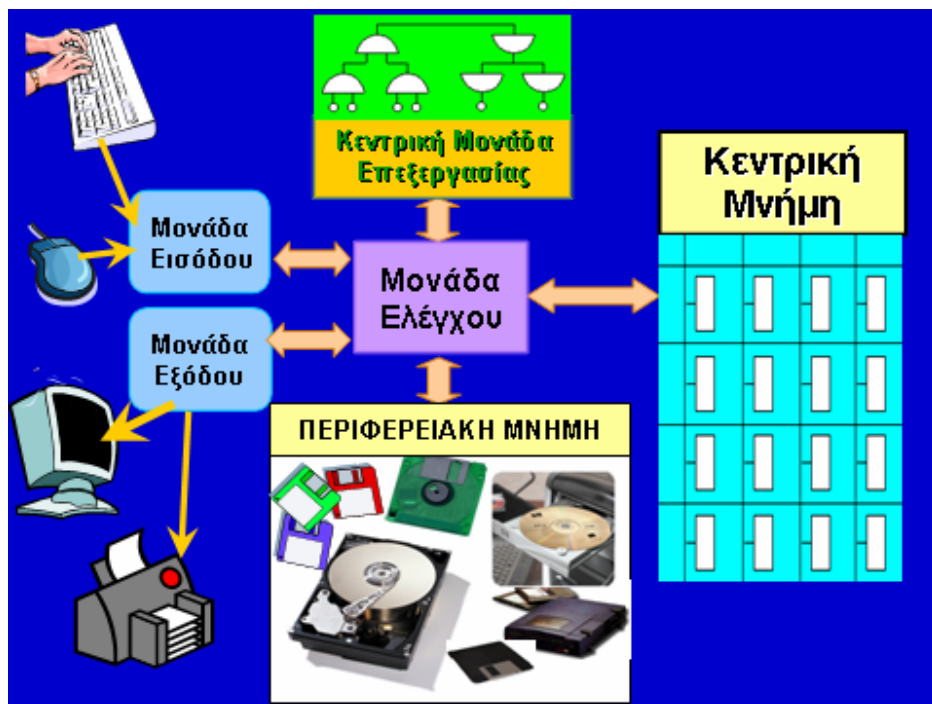 Κεντρική Μονάδα
Επεξεργασίας
Κεντρική
Μνήμη
Μονάδα
Εισόδου
Μονάδα
Ελέγχου
Μονάδα
Εξόδου
ΠΕΡΙΦΕΡΕΙΑΚΗ ΜΝΗΜΗ